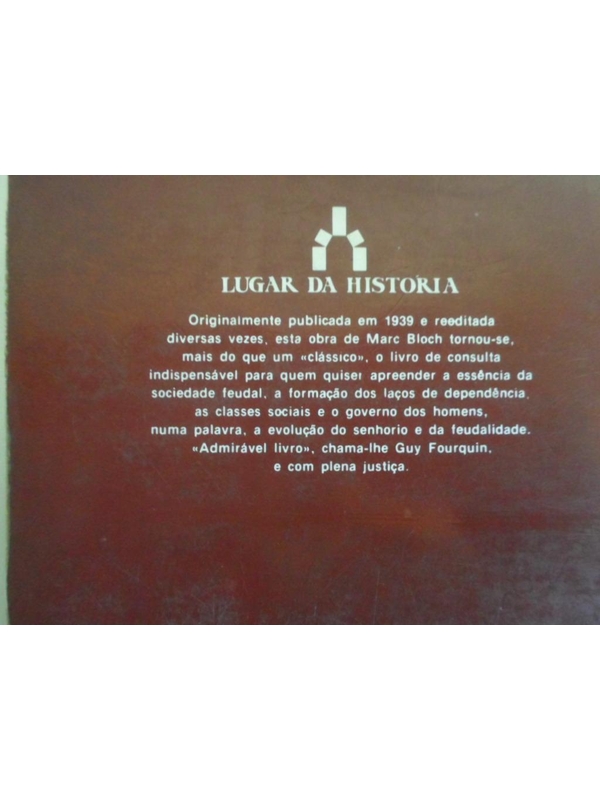 LUGAR DA HISTÓRIA
Originalmente publicada em 1939 e reeditada
diversas vezes, esta obra de Marc Bloch tornou-se,
mais do que um «clássico», o livro de consulta
indispensável para quem quiser apreender a essência da
sociedade feudal, a formação dos laços de dependência,
as classes sociais e o governo dos homens,
numa palavra, a evolução do senhorio e da feudalidade.
«Admirável livro», chama-lhe Guy Fourquin,
e com plena justiça.